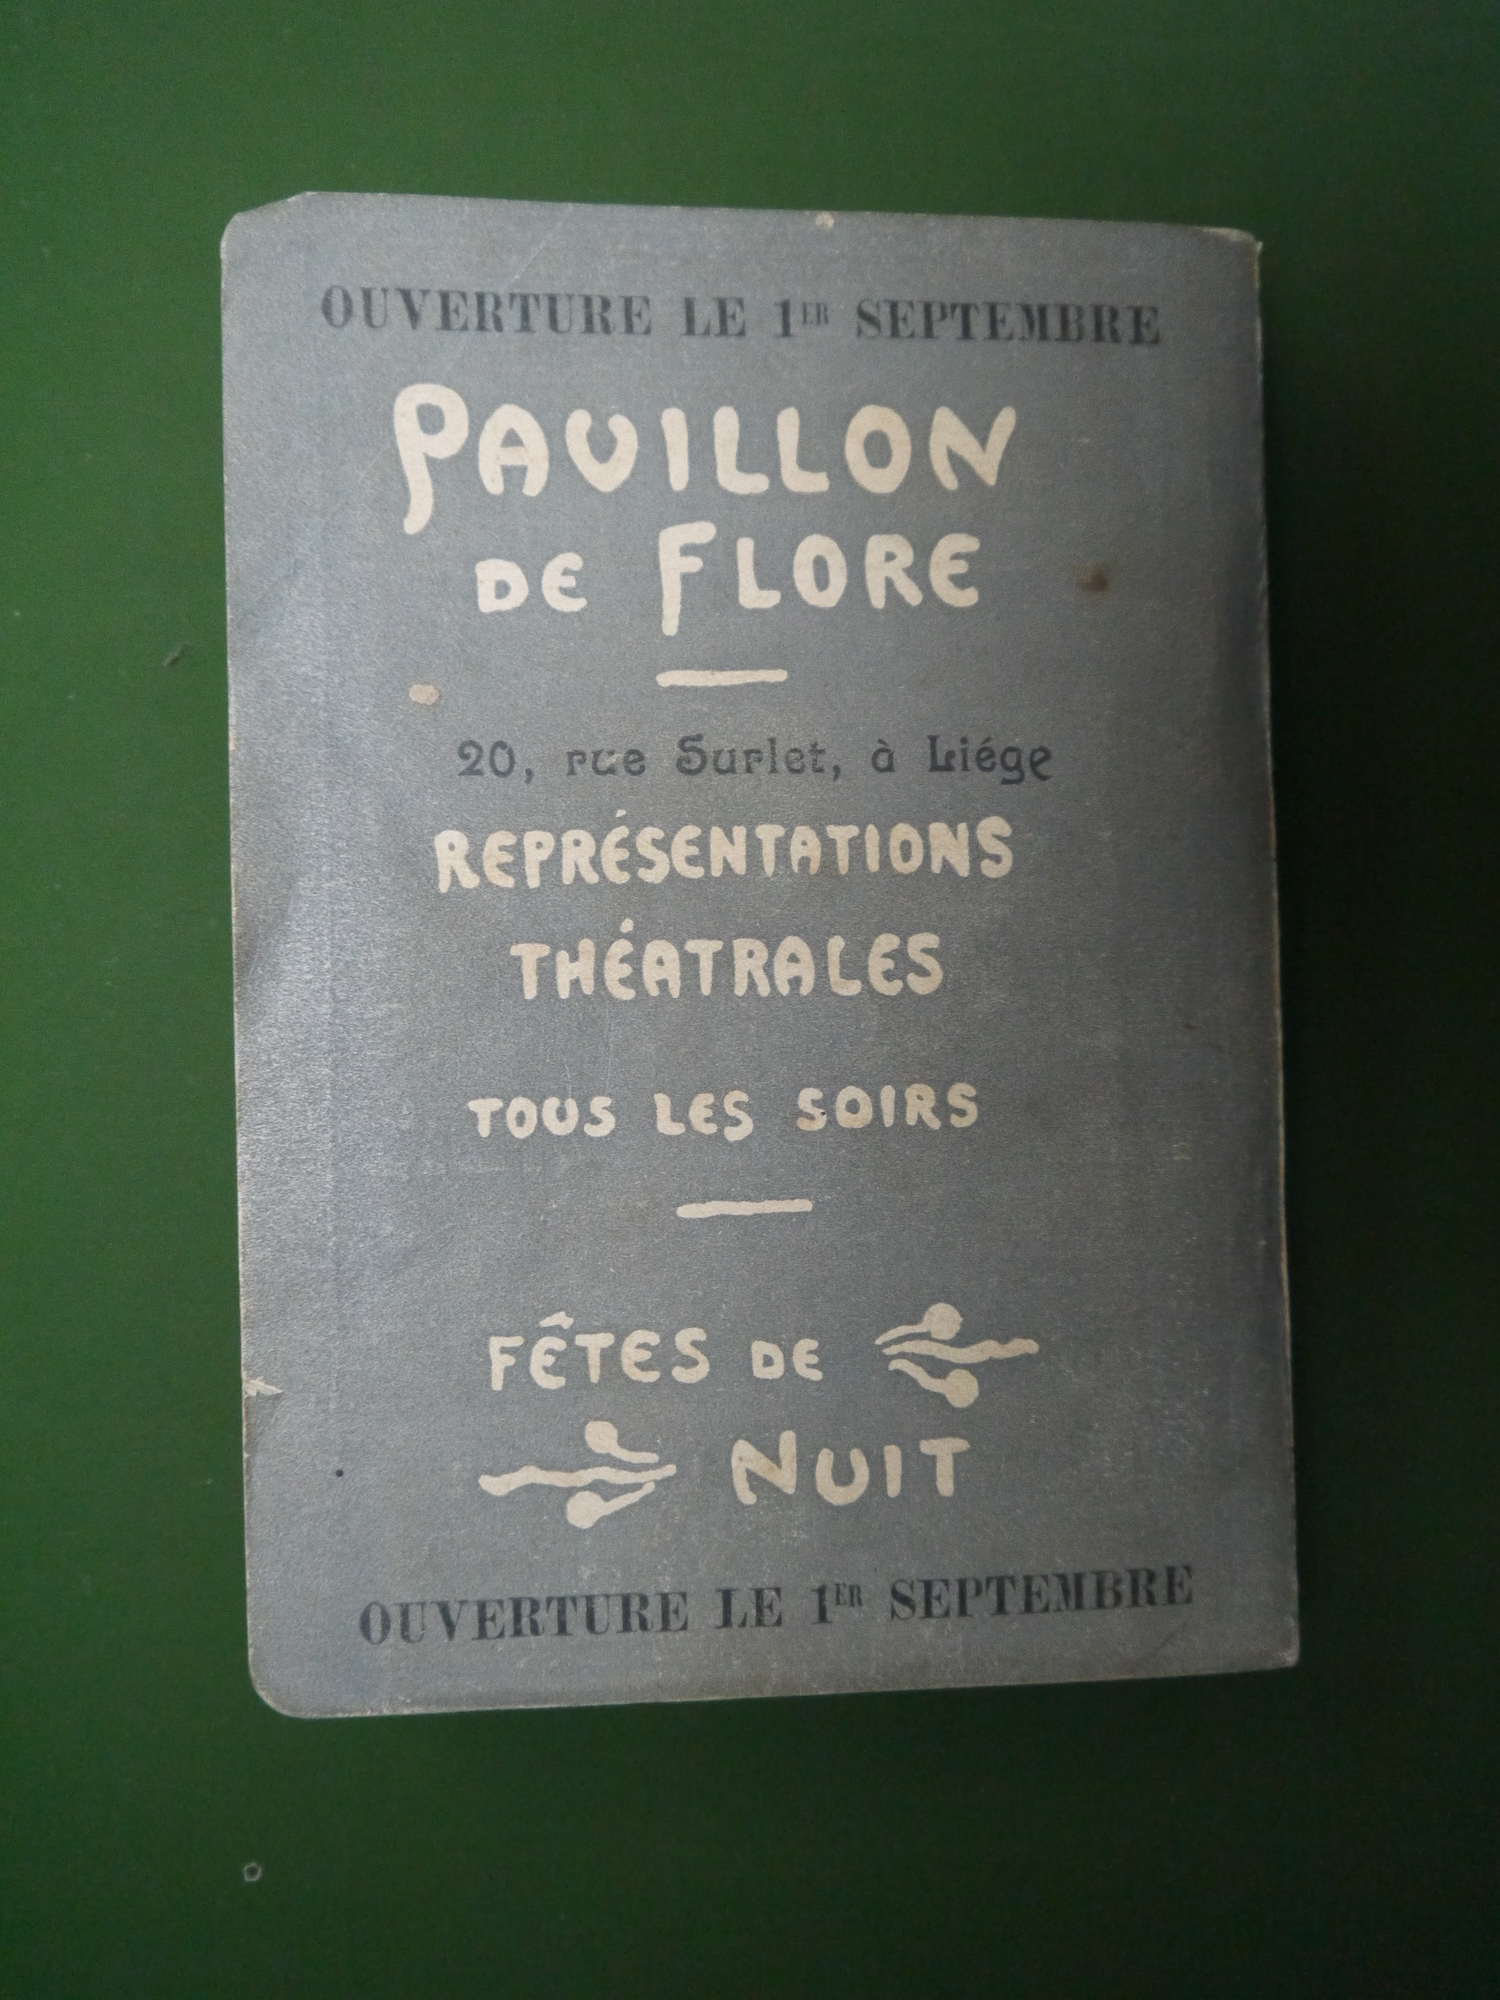 OUVERTURE LE 1ER SEPTEMBRE
PAVILLON
DE FLORE
20, rue Surlet, à Liége
REPRÉSENTATIONS
THÉATRALES
TOUS LES SOIRS
FÊTES DE
NUIT
OUVERTURE LE 1ER SEPTEMBRE